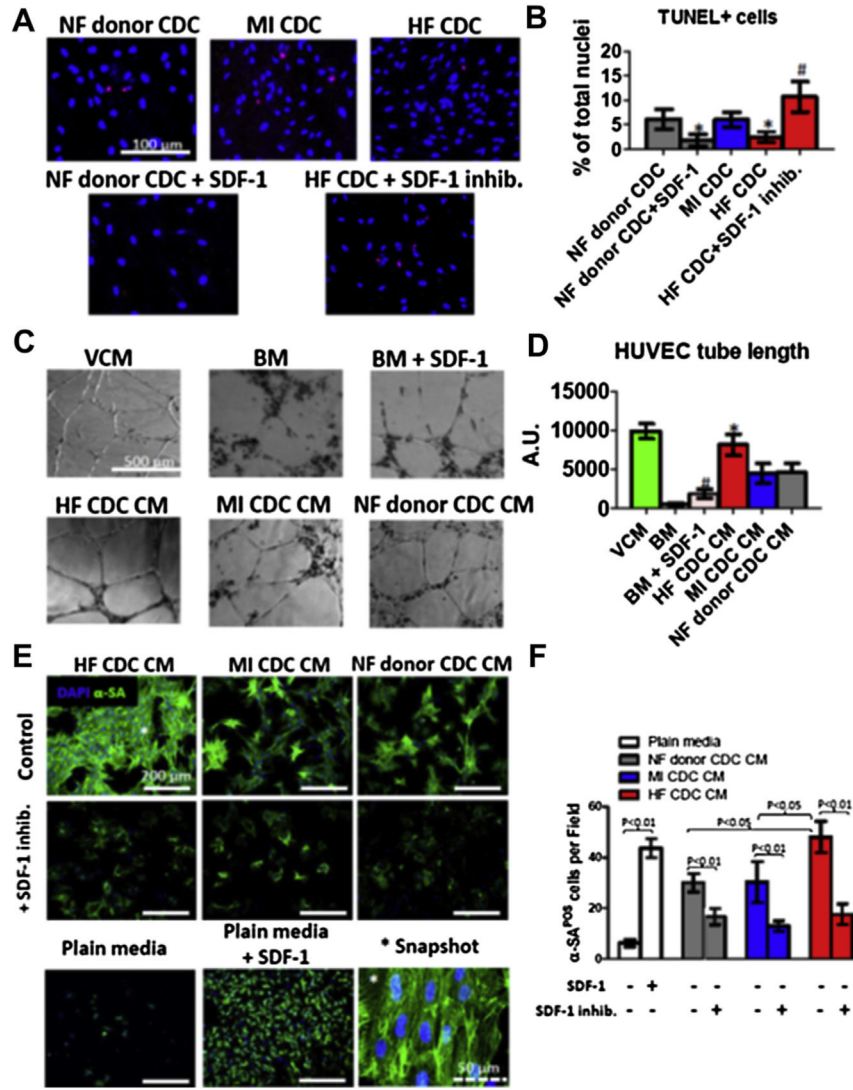 A
NF donor CDC
MI CDC
HF CDC
100 µm
NF donor CDC + SDF-1
HF CDC + SDF-1 inhib.
B
TUNEL+ cells
% of total nuclei
20
15
10
5
0
*
*
#
NF donor CDC
NF donor CDC+SDF-1
MI CDC
HF CDC
HF CDC+SDF-1 inhib.
C
VCM
BM
BM + SDF-1
500 µm
HF CDC CM
MI CDC CM
NF donor CDC CM
D
HUVEC tube length
A.U.
15000
10000
5000
0
#
*
VCM
BM
BM + SDF-1
HF CDC CM
MI CDC CM
NF donor CDC CM
E
HF CDC CM
MI CDC CM
NF donor CDC CM
Control
DAPI α-SA
*
200 µm
+ SDF-1 inhib.
Plain media
Plain media
+ SDF-1
* Snapshot
*
50 µm
F
Plain media
NF donor CDC CM
MI CDC CM
HF CDC CM
α-SAPOS cells per Field
60
40
20
0
P<0.01
P<0.05
P<0.01
P<0.05
P<0.01
P<0.01
SDF-1
- +
SDF-1 inhib.
- - - + - + - +